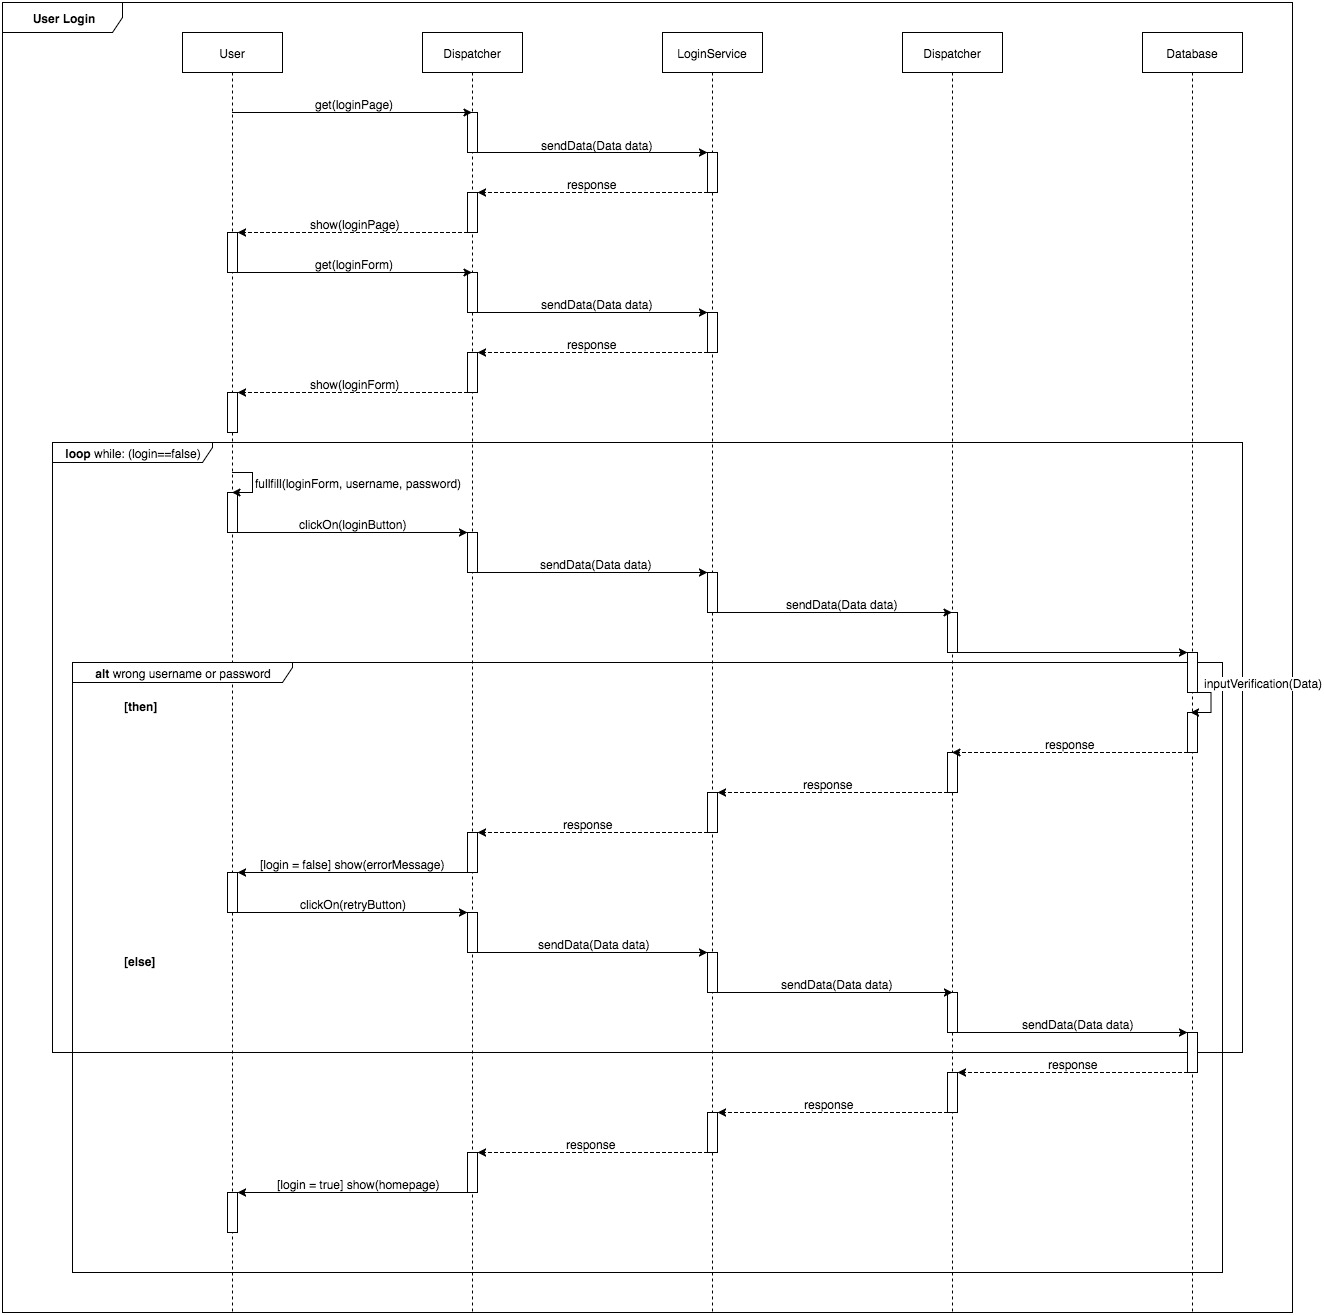 User Login
User
Dispatcher
LoginService
Dispatcher
Database
get(loginPage)
sendData(Data data)
response
show(loginPage)
get(loginForm)
sendData(Data data)
response
show(loginForm)
loop while: (login==false)
fullfill(loginForm, username, password)
clickOn(loginButton)
sendData(Data data)
sendData(Data data)
alt wrong username or password
inputVerification(Data)
[then]
response
response
response
[login = false] show(errorMessage)
clickOn(retryButton)
sendData(Data data)
[else]
sendData(Data data)
sendData(Data data)
response
response
response
[login = true] show(homepage)